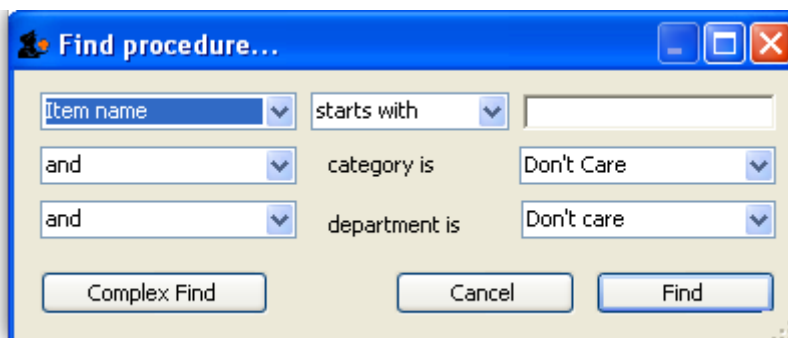 Find procedure...
Item name starts with
and category is Don't Care
and department is Don't care
Complex Find Cancel Find